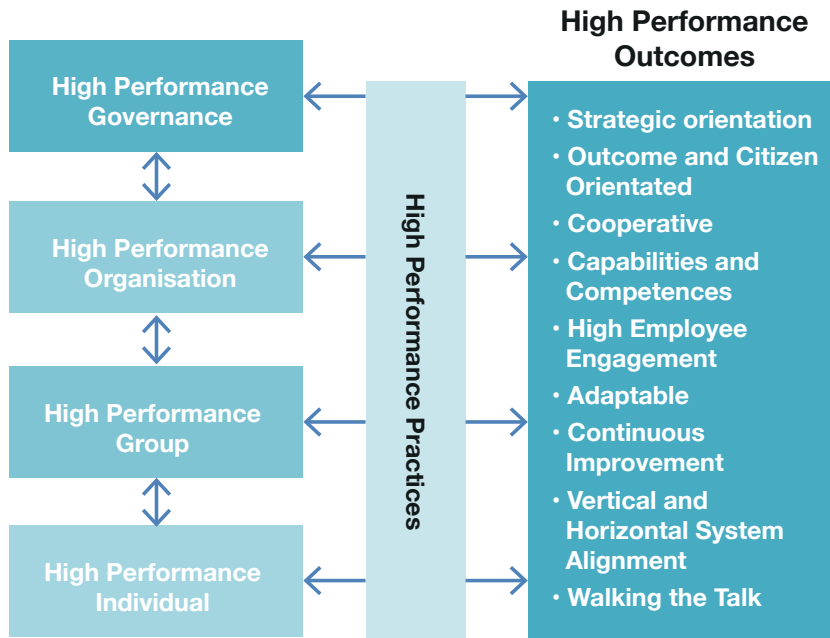 High Performance
Governance
High Performance
Organisation
High Performance
Group
High Performance
Individual
High Performance Practices
High Performance
Outcomes
· Strategic orientation
· Outcome and Citizen
Orientated
· Cooperative
· Capabilities and
Competences
· High Employee
Engagement
· Adaptable
· Continuous
Improvement
· Vertical and
Horizontal System
Alignment
· Walking the Talk